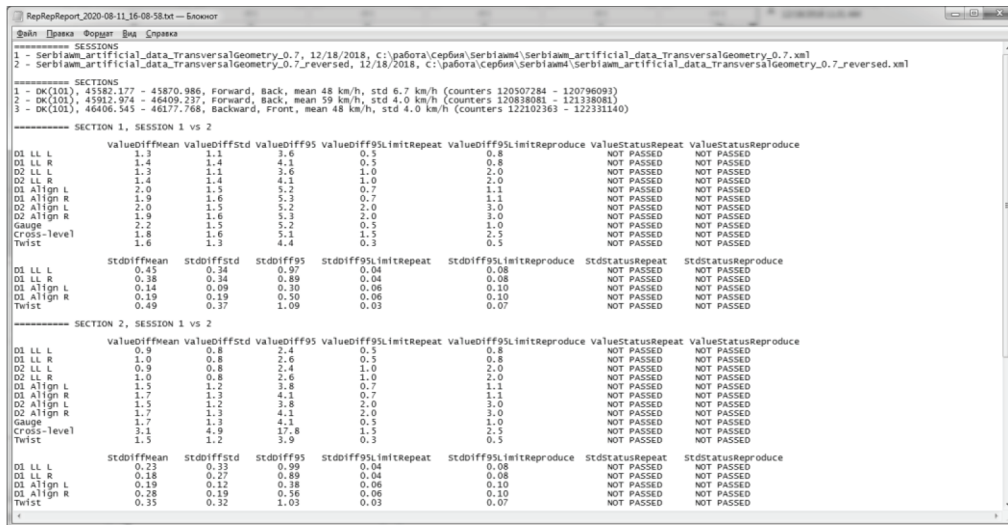 RepRepReport_2020-08-11_16-08-58.txt — Блокнот
Файл Правка Формат Вид Справка
========== SESSIONS
1 - SerbiaWm_artificial_data_TransversalGeometry_0.7, 12/18/2018, C:\работа\Сербия\SerbiaWM4\SerbiaWm_artificial_data_TransversalGeometry_0.7.xml
2 - SerbiaWm_artificial_data_TransversalGeometry_0.7_reversed, 12/18/2018, C:\работа\Сербия\SerbiaWM4\SerbiaWm_artificial_data_TransversalGeometry_0.7_reversed.xml
========== SECTIONS
1 - DK(101), 45582.177 - 45870.986, Forward, Back, mean 48 km/h, std 6.7 km/h (counters 120507284 - 120796093)
2 - DK(101), 45912.974 - 46409.237, Forward, Back, mean 59 km/h, std 4.0 km/h (counters 120838081 - 121338081)
3 - DK(101), 46406.545 - 46177.768, Backward, Front, mean 48 km/h, std 4.0 km/h (counters 122102363 - 122331140)
========== SECTION 1, SESSION 1 vs 2
ValueDiffMean ValueDiffStd ValueDiff95 ValueDiff95LimitRepeat ValueDiff95LimitReproduce ValueStatusRepeat ValueStatusReproduce
D1 LL L 1.3 1.1 3.6 0.5 0.8 NOT PASSED NOT PASSED
D1 LL R 1.4 1.4 4.1 0.5 0.8 NOT PASSED NOT PASSED
D2 LL L 1.3 1.1 3.6 1.0 2.0 NOT PASSED NOT PASSED
D2 LL R 1.4 1.4 4.1 1.0 2.0 NOT PASSED NOT PASSED
D1 Align L 2.0 1.5 5.2 0.7 1.1 NOT PASSED NOT PASSED
D1 Align R 1.9 1.6 5.3 0.7 1.1 NOT PASSED NOT PASSED
D2 Align L 2.0 1.5 5.2 2.0 3.0 NOT PASSED NOT PASSED
D2 Align R 1.9 1.6 5.3 2.0 3.0 NOT PASSED NOT PASSED
Gauge 2.2 1.5 5.2 0.5 1.0 NOT PASSED NOT PASSED
Cross-level 1.8 1.6 5.1 1.5 2.5 NOT PASSED NOT PASSED
Twist 1.6 1.3 4.4 0.3 0.5 NOT PASSED NOT PASSED
StdDiffMean StdDiffStd StdDiff95 StdDiff95LimitRepeat StdDiff95LimitReproduce StdStatusRepeat StdStatusReproduce
D1 LL L 0.45 0.34 0.97 0.04 0.08 NOT PASSED NOT PASSED
D1 LL R 0.38 0.34 0.89 0.04 0.08 NOT PASSED NOT PASSED
D1 Align L 0.14 0.09 0.30 0.06 0.10 NOT PASSED NOT PASSED
D1 Align R 0.19 0.19 0.50 0.06 0.10 NOT PASSED NOT PASSED
Twist 0.49 0.37 1.09 0.03 0.07 NOT PASSED NOT PASSED
========== SECTION 2, SESSION 1 vs 2
ValueDiffMean ValueDiffStd ValueDiff95 ValueDiff95LimitRepeat ValueDiff95LimitReproduce ValueStatusRepeat ValueStatusReproduce
D1 LL L 0.9 0.8 2.4 0.5 0.8 NOT PASSED NOT PASSED
D1 LL R 1.0 0.8 2.6 0.5 0.8 NOT PASSED NOT PASSED
D2 LL L 0.9 0.8 2.4 1.0 2.0 NOT PASSED NOT PASSED
D2 LL R 1.0 0.8 2.6 1.0 2.0 NOT PASSED NOT PASSED
D1 Align L 1.5 1.2 3.8 0.7 1.1 NOT PASSED NOT PASSED
D1 Align R 1.7 1.3 4.1 0.7 1.1 NOT PASSED NOT PASSED
D2 Align L 1.5 1.2 3.8 2.0 3.0 NOT PASSED NOT PASSED
D2 Align R 1.7 1.3 4.1 2.0 3.0 NOT PASSED NOT PASSED
Gauge 1.7 1.3 4.1 0.5 1.0 NOT PASSED NOT PASSED
Cross-level 3.1 4.9 17.8 1.5 2.5 NOT PASSED NOT PASSED
Twist 1.5 1.2 3.9 0.3 0.5 NOT PASSED NOT PASSED
StdDiffMean StdDiffStd StdDiff95 StdDiff95LimitRepeat StdDiff95LimitReproduce StdStatusRepeat StdStatusReproduce
D1 LL L 0.23 0.33 0.99 0.04 0.08 NOT PASSED NOT PASSED
D1 LL R 0.18 0.27 0.89 0.04 0.08 NOT PASSED NOT PASSED
D1 Align L 0.19 0.12 0.38 0.06 0.10 NOT PASSED NOT PASSED
D1 Align R 0.28 0.19 0.56 0.06 0.10 NOT PASSED NOT PASSED
Twist 0.35 0.32 1.03 0.03 0.07 NOT PASSED NOT PASSED